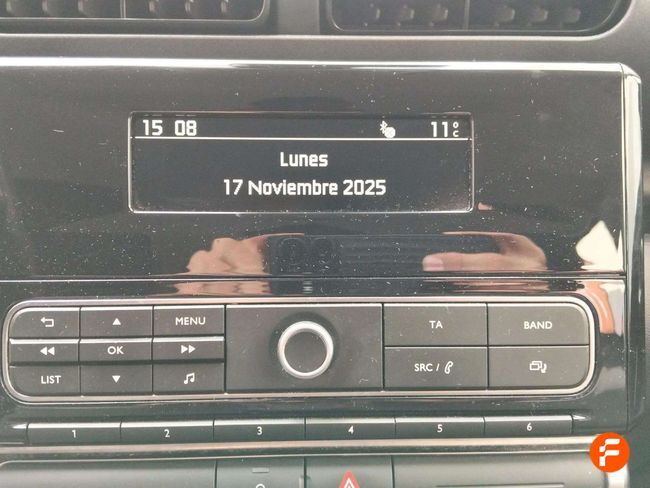 15 08 11°C
Lunes
17 Noviembre 2025
MENU TA BAND
OK
SRC /
LIST
1 2 3 4 5 6
F